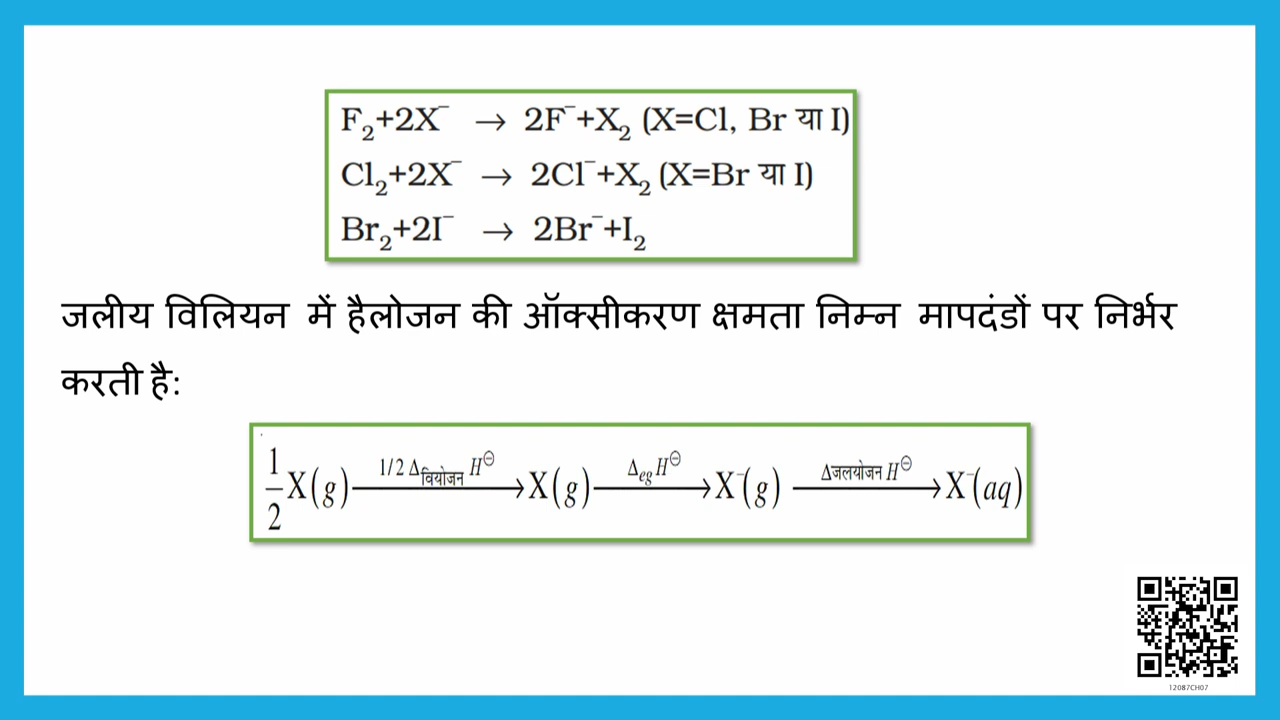 F₂+2X⁻ → 2F⁻+X₂ (X=Cl, Br या I)
Cl₂+2X⁻ → 2Cl⁻+X₂ (X=Br या I)
Br₂+2I⁻ → 2Br⁻+I₂
जलीय विलियन में हैलोजन की ऑक्सीकरण क्षमता निम्न मापदंडों पर निर्भर
करती है:
1/2 X(g) —1/2 Δवियोजन H⊖→ X(g) —Δeg H⊖→ X⁻(g) —Δजलयोजन H⊖→ X⁻(aq)
12087CH07